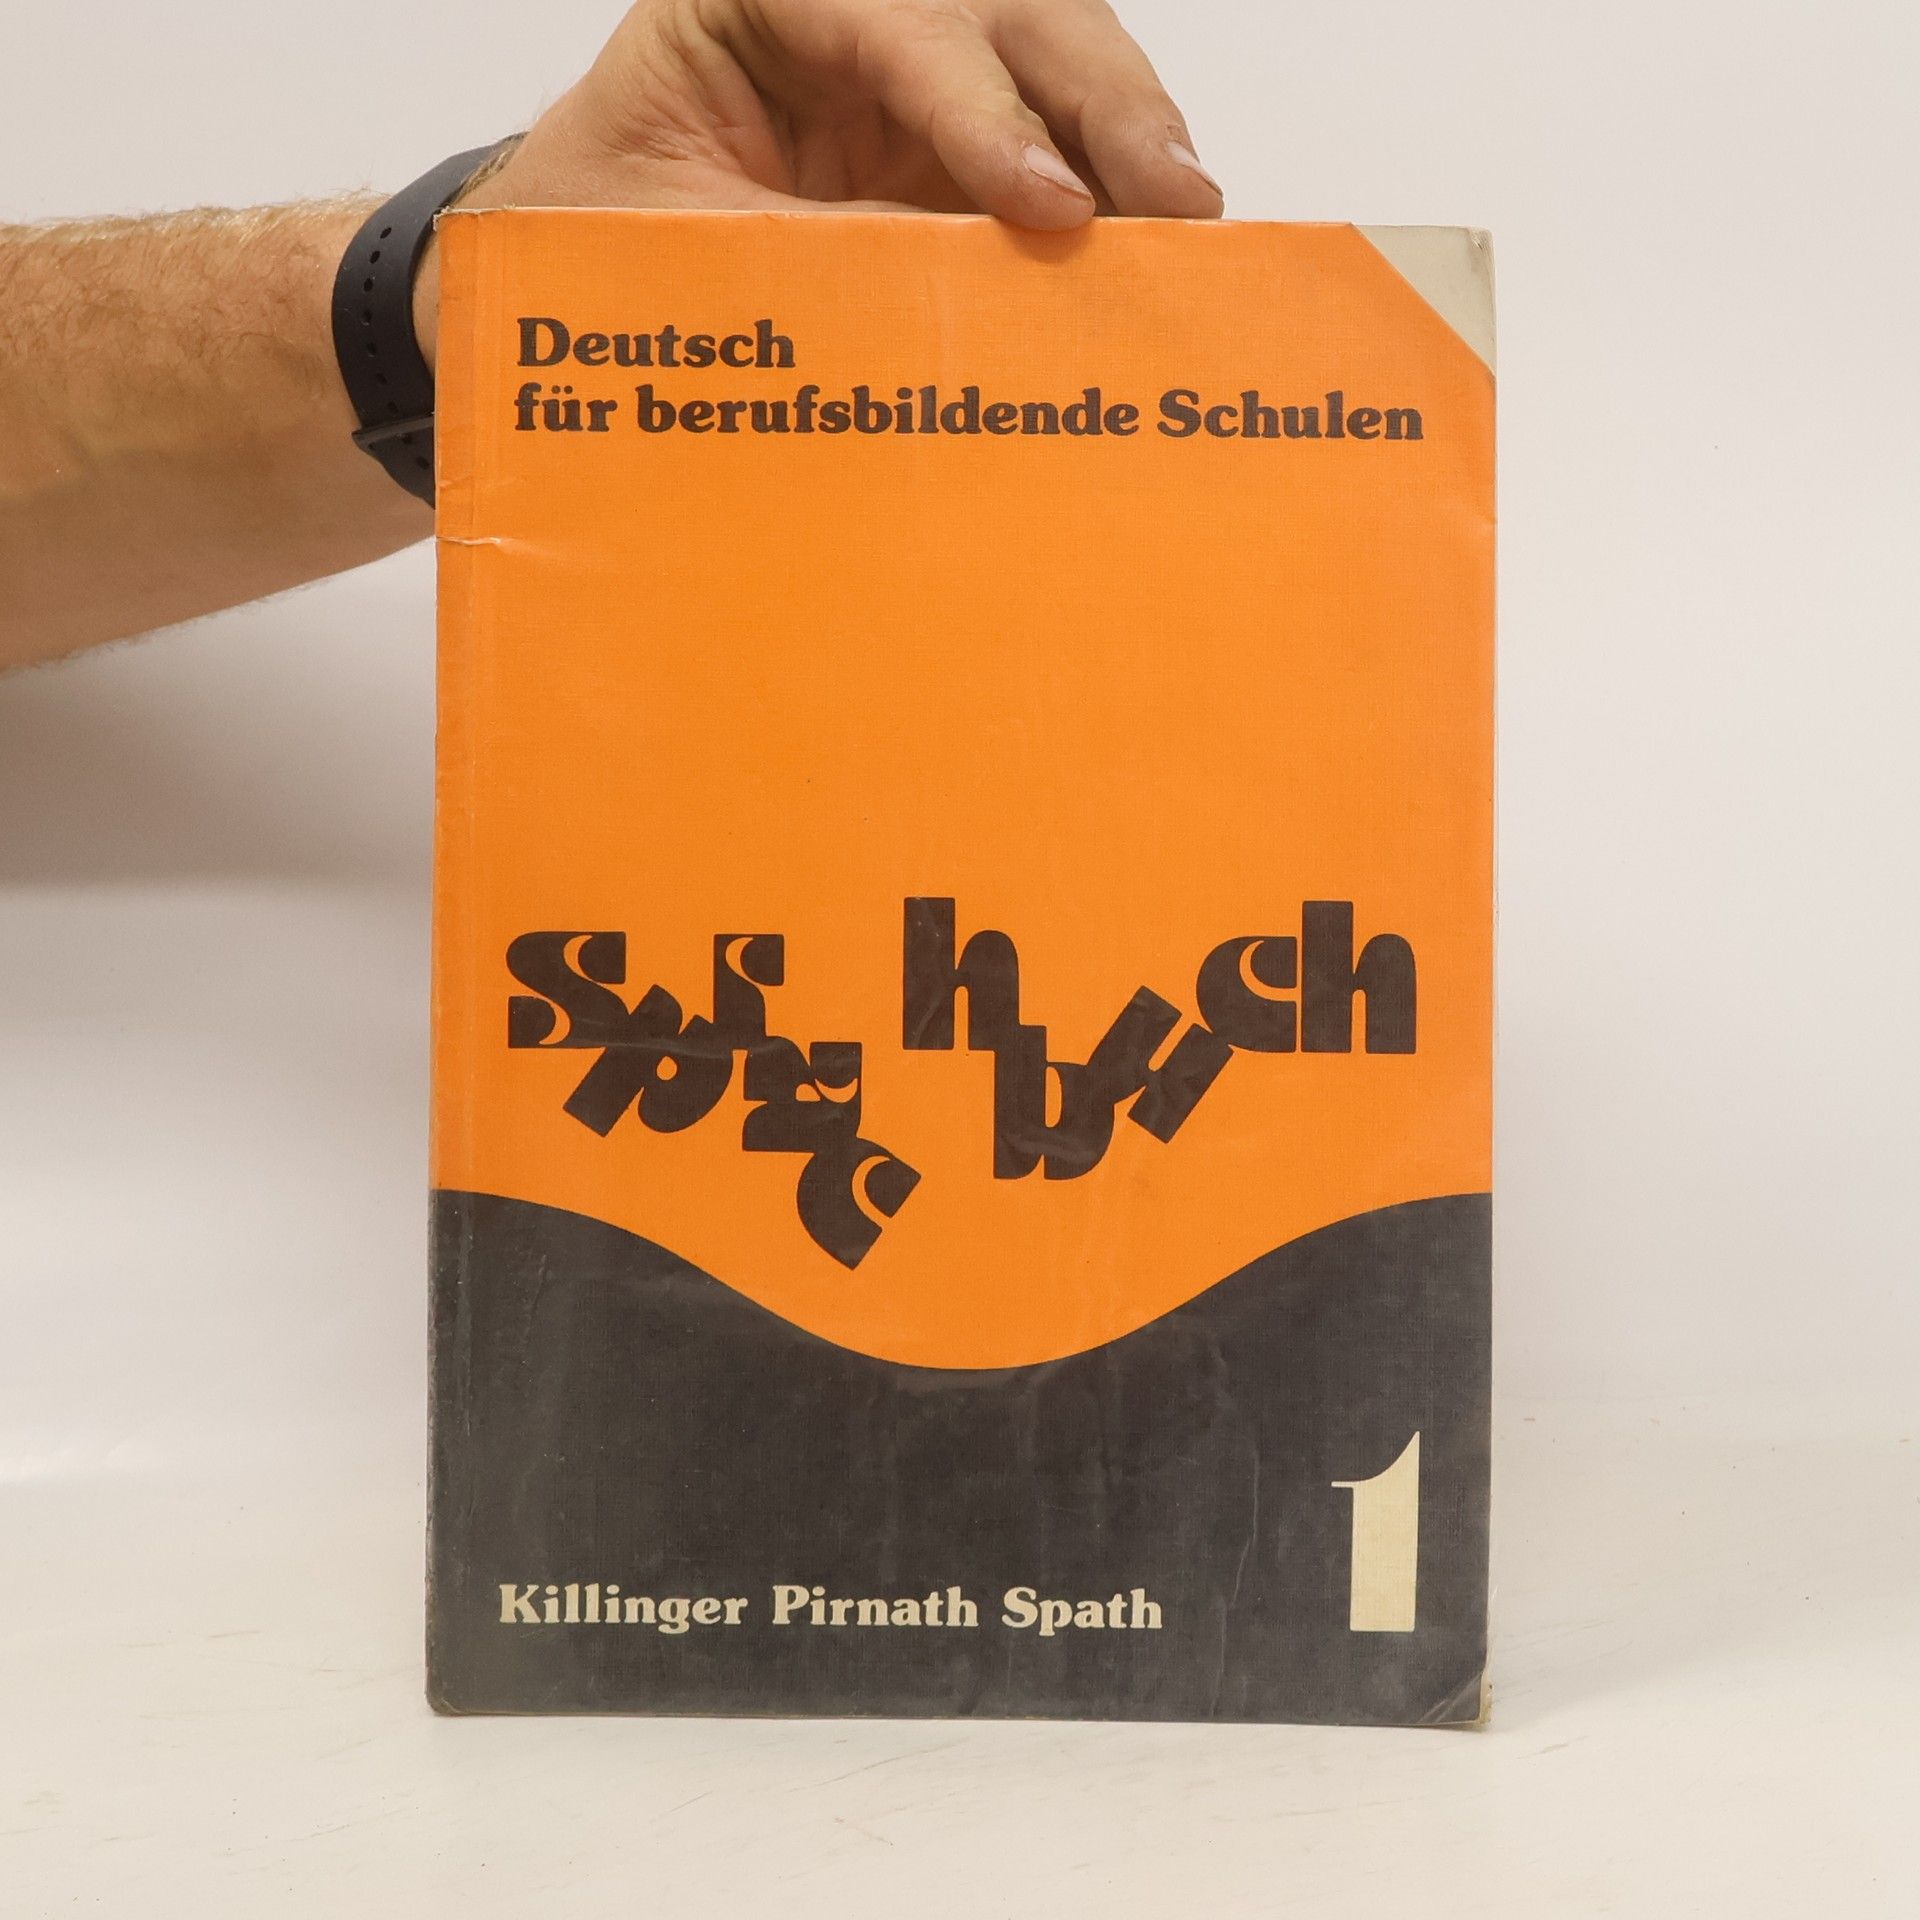 Deutsch
für berufsbildende Schulen
Sprachbuch
1
Killinger Pirnath Spath